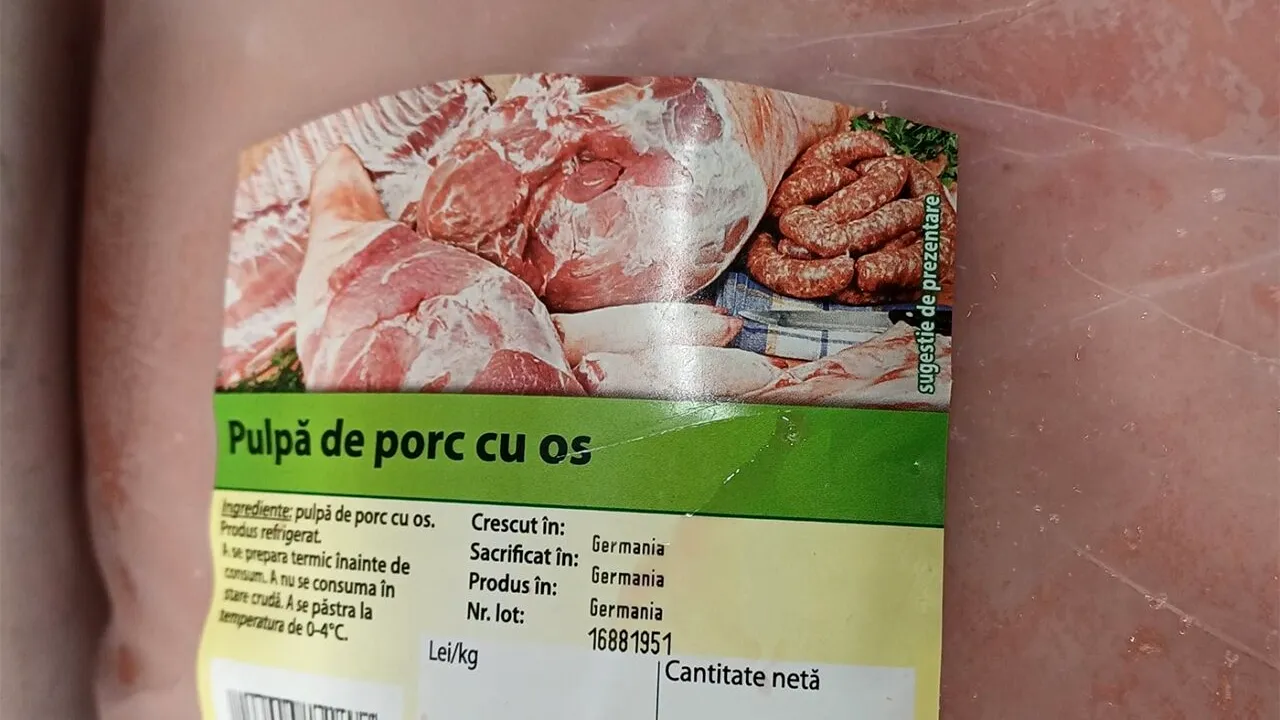 sugestie de prezentare
Pulpă de porc cu os
Ingrediente: pulpă de porc cu os.
Produs refrigerat.
A se prepara termic înainte de
consum. A nu se consuma în
stare crudă. A se păstra la
temperatura de 0-4°C.
Crescut în: Germania
Sacrificat în: Germania
Produs în: Germania
Nr. lot: 16881951
Lei/kg
Cantitate netă